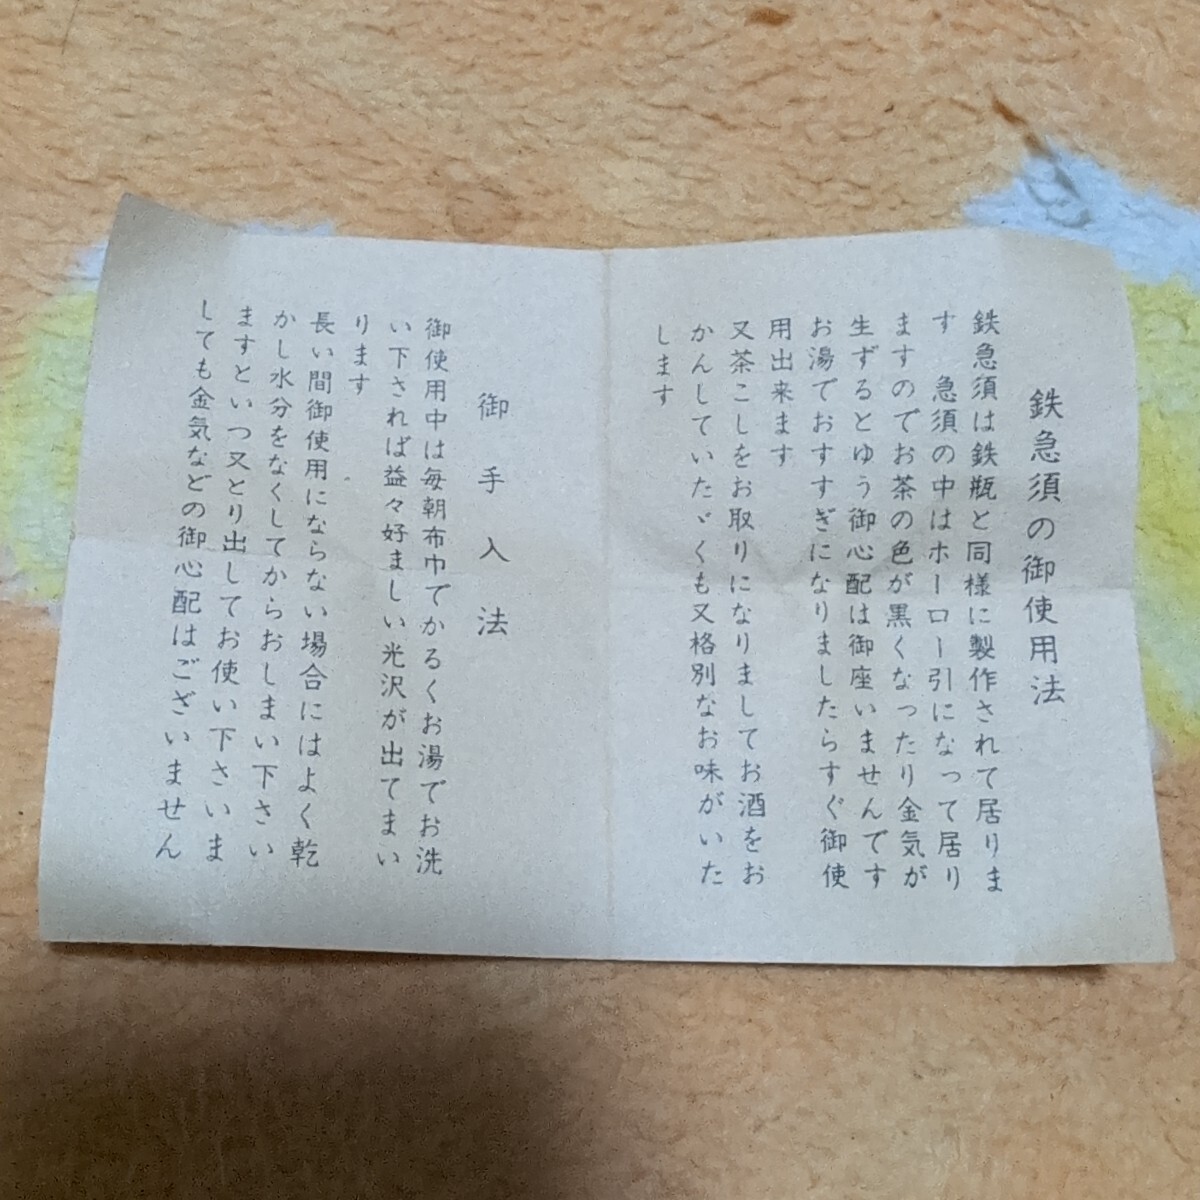 鉄急須の御使用法
鉄急須は鉄瓶と同様に製作されて居りま
す　急須の中はホーロー引になって居り
ますのでお茶の色が黒くなったり金気が
生ずるとゆう御心配は御座いませんです
お湯でおすすぎになりましたらすぐ御使
用出来ます
又茶こしをお取りになりましてお酒をお
かんしていたゞくも又格別なお味がいた
します
御手入法
御使用中は毎朝布巾でかるくお湯でお洗
い下されば益々好ましい光沢が出てまい
ります
長い間御使用にならない場合にはよく乾
かし水分をなくしてからおしまい下さい
ますといつ又とり出してお使い下さいま
しても金気などの御心配はございません